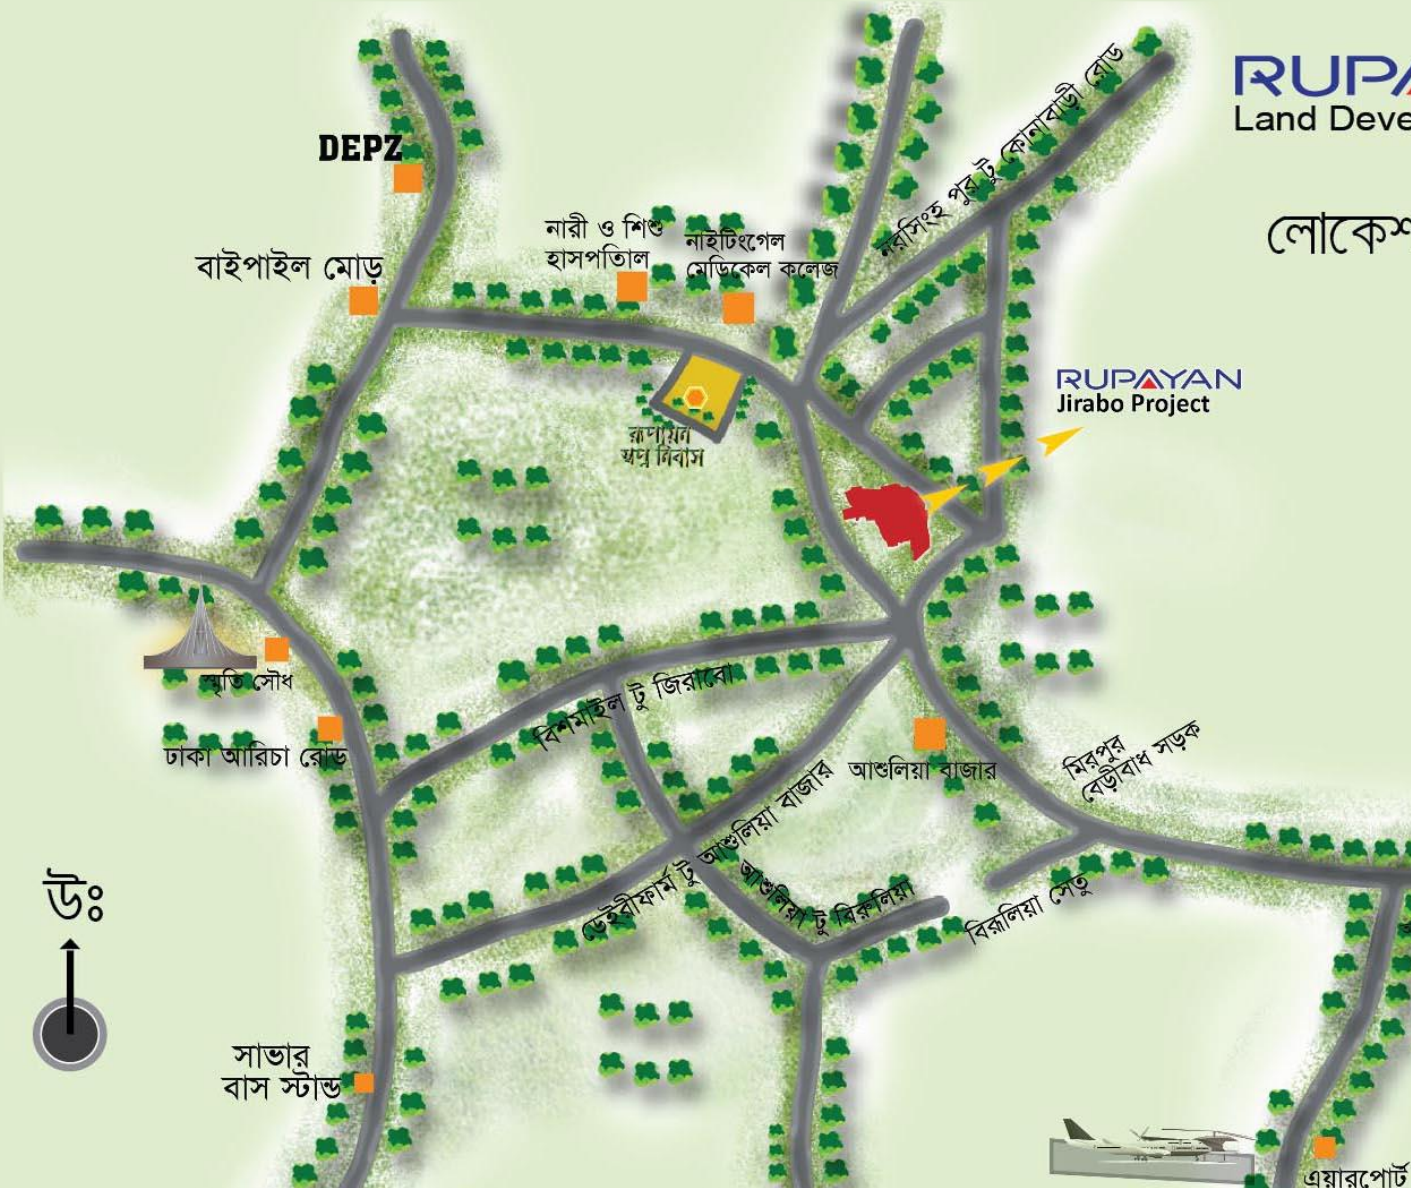 RUPA
Land Deve
লোকেশ
DEPZ
নরসিংহ পুর টু কোনাবাড়ী রোড
নারী ও শিশু
হাসপাতাল
নাইটিংগেল
মেডিকেল কলেজ
বাইপাইল মোড়
RUPAYAN
Jirabo Project
রূপায়ন
স্বপ্ন নিবাস
স্মৃতি সৌধ
বিশমাইল টু জিরাবো
ঢাকা আরিচা রোড
আশুলিয়া বাজার
মিরপুর
বেড়ীবাধ সড়ক
ডেইরীফার্ম টু আশুলিয়া বাজার
আশুলিয়া টু বিরুলিয়া
বিরূলিয়া সেতু
উঃ
সাভার
বাস স্টান্ড
এয়ারপোর্ট